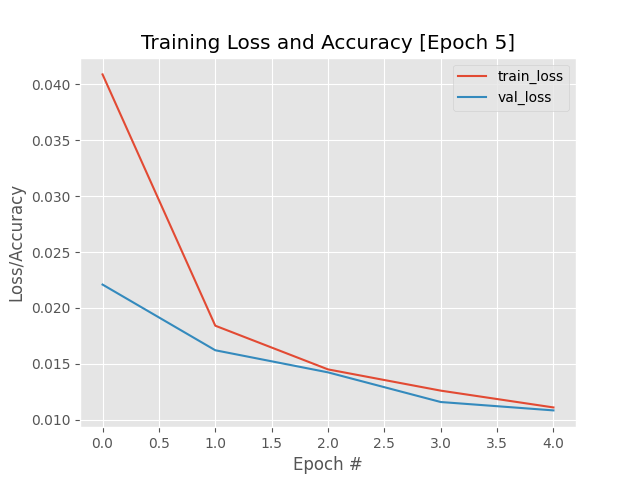 Training Loss and Accuracy [Epoch 5]
train_loss
val_loss
0.040
0.035
0.030
0.025
0.020
0.015
0.010
Loss/Accuracy
0.0 0.5 1.0 1.5 2.0 2.5 3.0 3.5 4.0
Epoch #